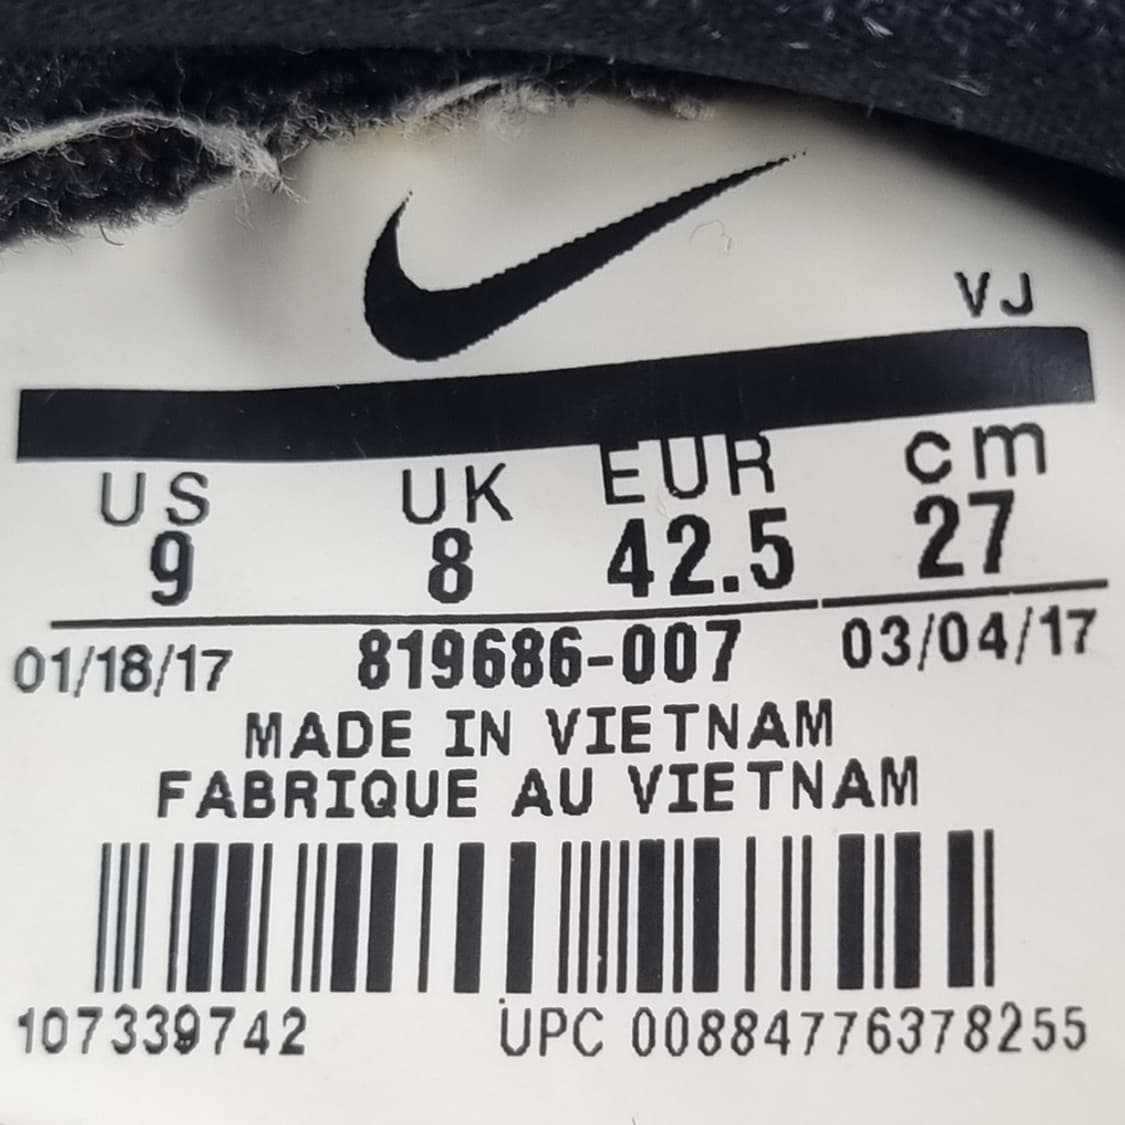 VJ
US UK EUR cm
9 8 42.5 27
01/18/17 819686-007 03/04/17
MADE IN VIETNAM
FABRIQUE AU VIETNAM
107339742 UPC 00884776378255